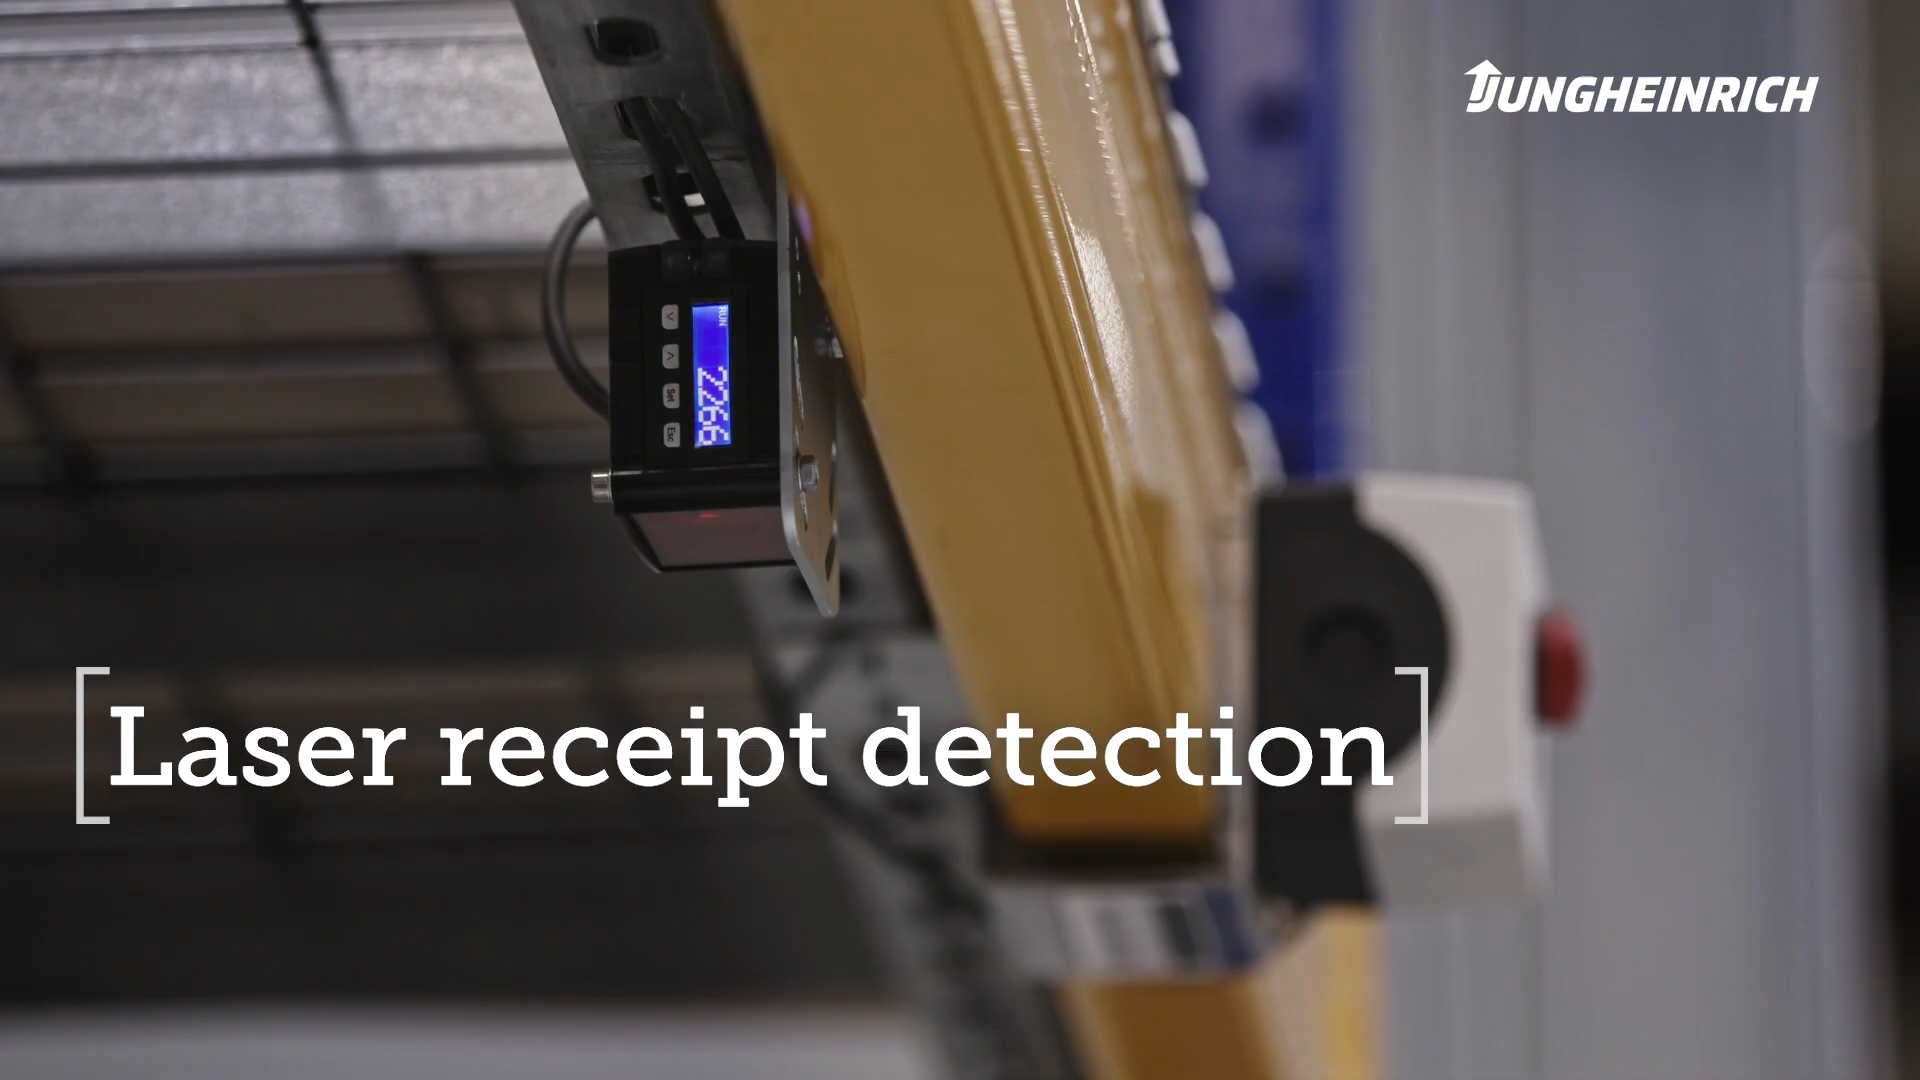 JUNGHEINRICH
RUN
2266
V
V
Set
Esc
Laser receipt detection